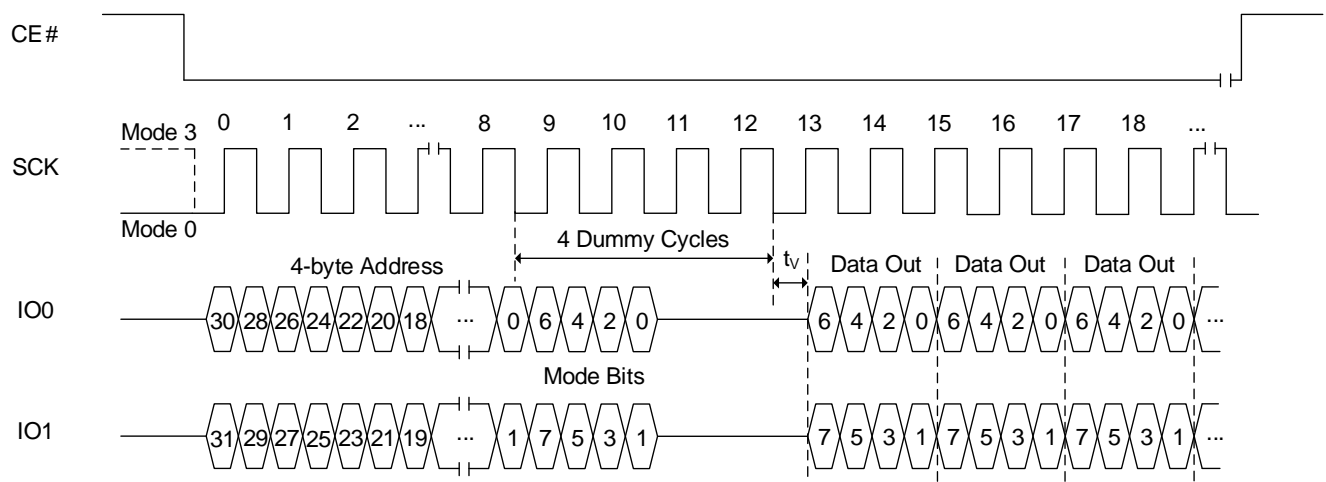 CE#
0 1 2 ... 8 9 10 11 12 13 14 15 16 17 18 ...
Mode 3
SCK
Mode 0
4 Dummy Cycles
tV
4-byte Address Data Out Data Out Data Out
IO0 30 28 26 24 22 20 18 ... 0 6 4 2 0 6 4 2 0 6 4 2 0 6 4 2 0 ...
Mode Bits
IO1 31 29 27 25 23 21 19 ... 1 7 5 3 1 7 5 3 1 7 5 3 1 7 5 3 1 ...